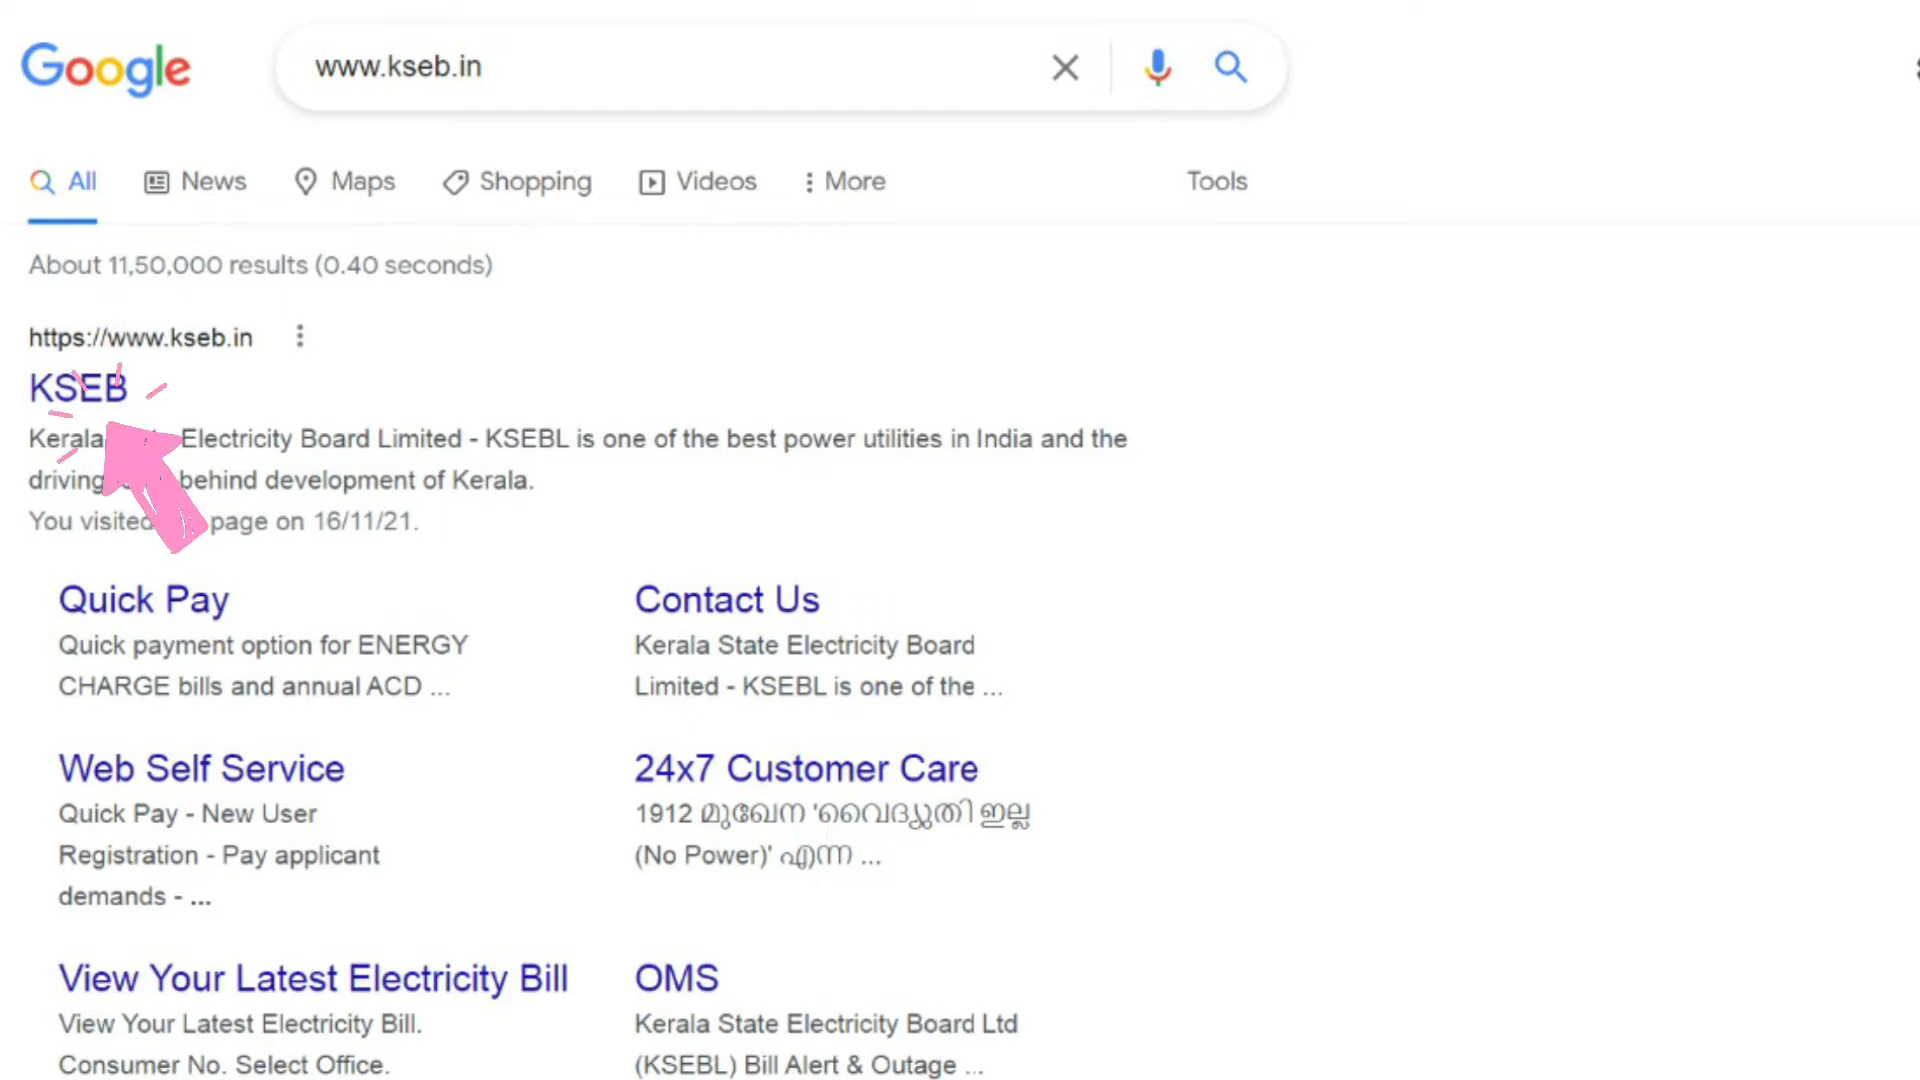 Google
www.kseb.in
All News Maps Shopping Videos More Tools
About 11,50,000 results (0.40 seconds)
https://www.kseb.in
KSEB
Kerala Electricity Board Limited - KSEBL is one of the best power utilities in India and the
driving behind development of Kerala.
You visited page on 16/11/21.
Quick Pay
Quick payment option for ENERGY
CHARGE bills and annual ACD ...
Contact Us
Kerala State Electricity Board
Limited - KSEBL is one of the ...
Web Self Service
Quick Pay - New User
Registration - Pay applicant
demands - ...
24x7 Customer Care
1912 മുഖേന 'വൈദ്യുതി ഇല്ല
(No Power)' എന്ന ...
View Your Latest Electricity Bill
View Your Latest Electricity Bill.
Consumer No. Select Office.
OMS
Kerala State Electricity Board Ltd
(KSEBL) Bill Alert & Outage ...